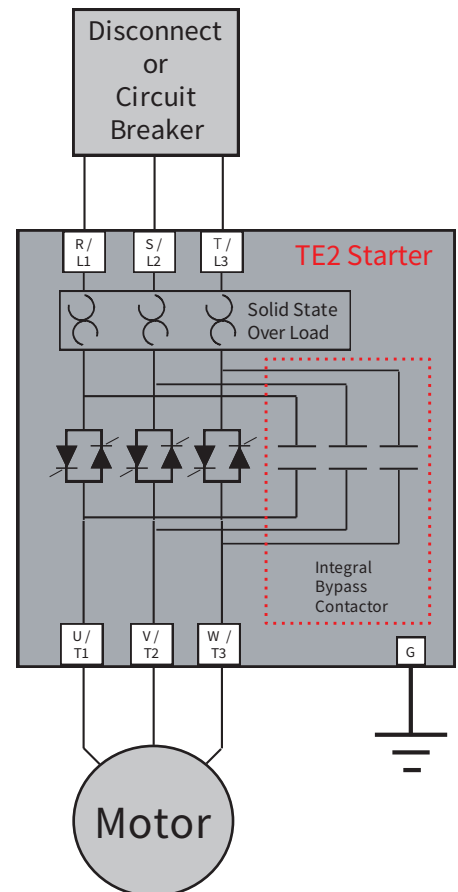 Disconnect
or
Circuit
Breaker
R /
L1
S /
L2
T /
L3
TE2 Starter
Solid State
Over Load
Integral
Bypass
Contactor
U /
T1
V /
T2
W /
T3
G
Motor